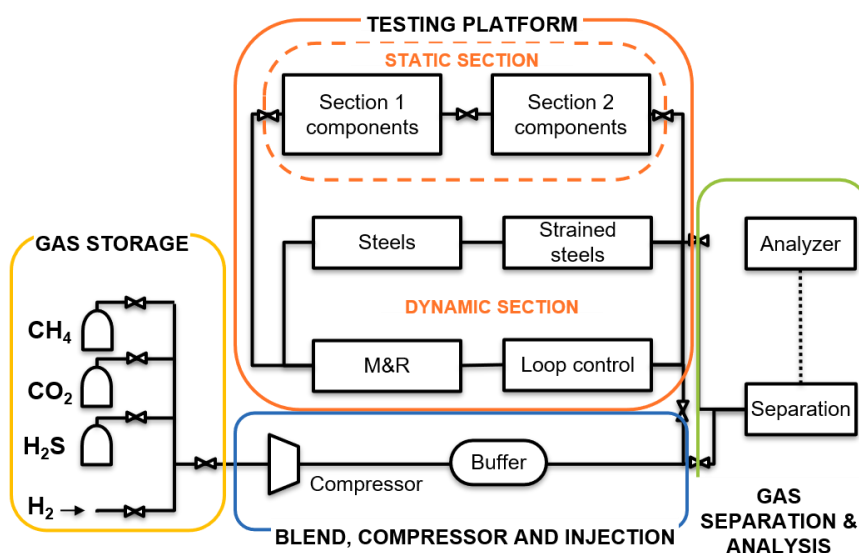 TESTING PLATFORM
STATIC SECTION
Section 1
components
Section 2
components
Steels
Strained
steels
DYNAMIC SECTION
M&R
Loop control
GAS STORAGE
CH₄
CO₂
H₂S
H₂
Compressor
Buffer
BLEND, COMPRESSOR AND INJECTION
Analyzer
Separation
GAS
SEPARATION &
ANALYSIS